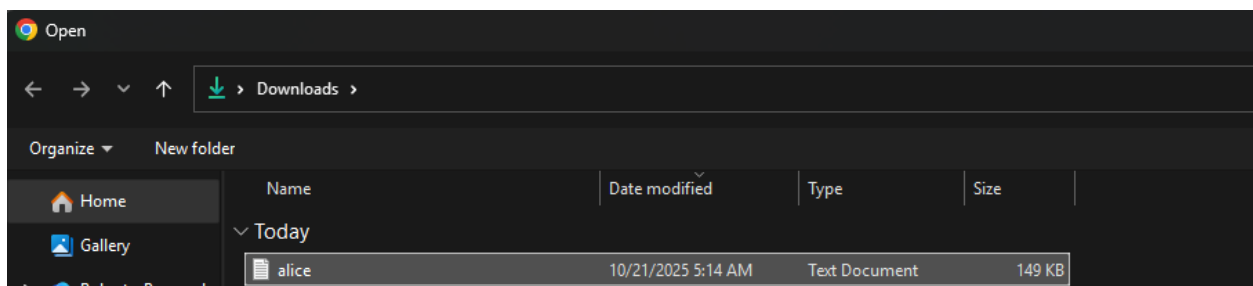 Open
Downloads
Organize New folder
Name Date modified Type Size
Home
Today
Gallery
alice 10/21/2025 5:14 AM Text Document 149 KB